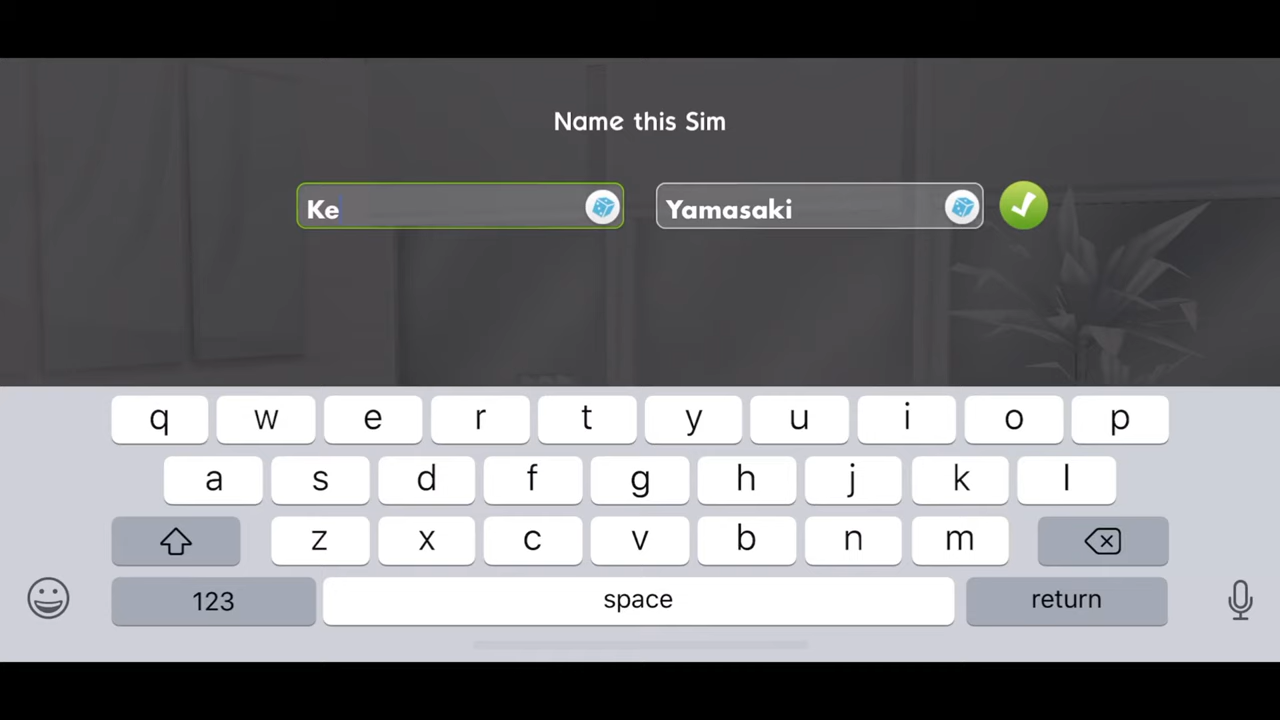 Name this Sim
Ke Yamasaki
q w e r t y u i o p
a s d f g h j k l
z x c v b n m
123 space return